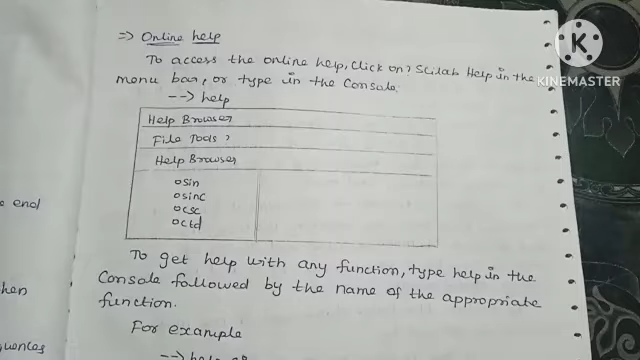 ⇒ Online help
To access the online help, click on ? Scilab Help in the
menu bar, or type in the Console.
--> help
Help Browser
File Tools ?
Help Browser
o sin
o sinc
o csc
o ctd
To get help with any function, type help in the
Console followed by the name of the appropriate
function.
For example
--> help
end
hen
quences
K
KINEMASTER